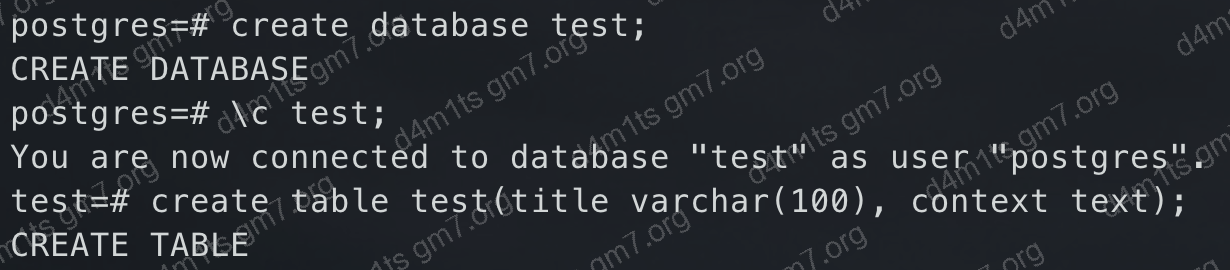 postgres=# create database test;
CREATE DATABASE
postgres=# \c test;
You are now connected to database "test" as user "postgres".
test=# create table test(title varchar(100), context text);
CREATE TABLE
d4m1ts gm7.org